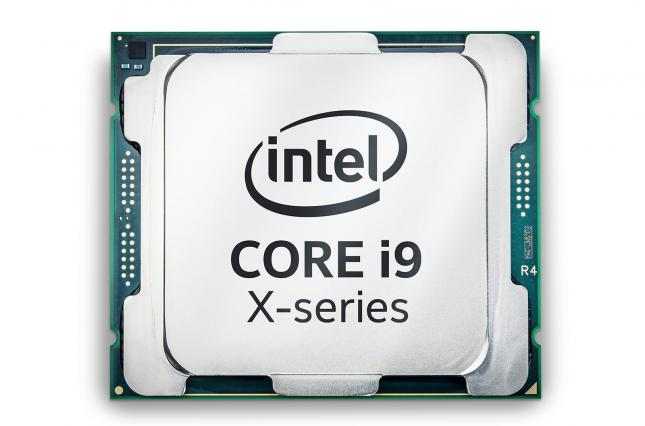 intel
CORE i9
X-series
R4